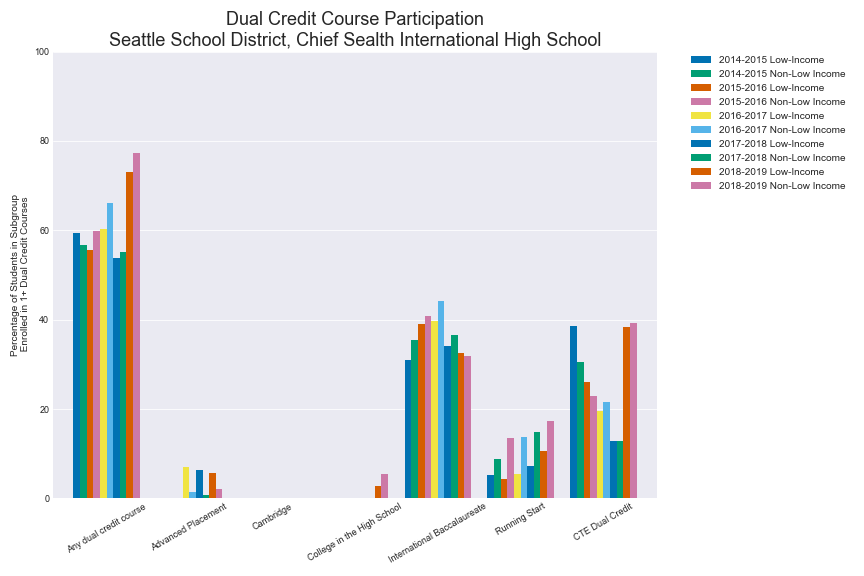 Dual Credit Course Participation
Seattle School District, Chief Sealth International High School
100
80
60
40
20
0
Percentage of Students in Subgroup
Enrolled in 1+ Dual Credit Courses
Any dual credit course
Advanced Placement
Cambridge
College in the High School
International Baccalaureate
Running Start
CTE Dual Credit
2014-2015 Low-Income
2014-2015 Non-Low Income
2015-2016 Low-Income
2015-2016 Non-Low Income
2016-2017 Low-Income
2016-2017 Non-Low Income
2017-2018 Low-Income
2017-2018 Non-Low Income
2018-2019 Low-Income
2018-2019 Non-Low Income